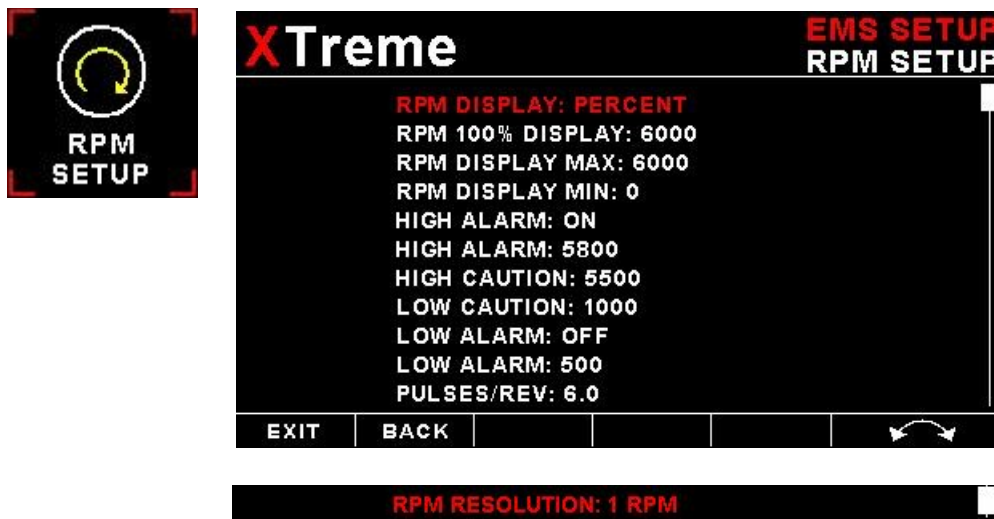 RPM
SETUP
XTreme
EMS SETUP
RPM SETUP
RPM DISPLAY: PERCENT
RPM 100% DISPLAY: 6000
RPM DISPLAY MAX: 6000
RPM DISPLAY MIN: 0
HIGH ALARM: ON
HIGH ALARM: 5800
HIGH CAUTION: 5500
LOW CAUTION: 1000
LOW ALARM: OFF
LOW ALARM: 500
PULSES/REV: 6.0
EXIT BACK
RPM RESOLUTION: 1 RPM